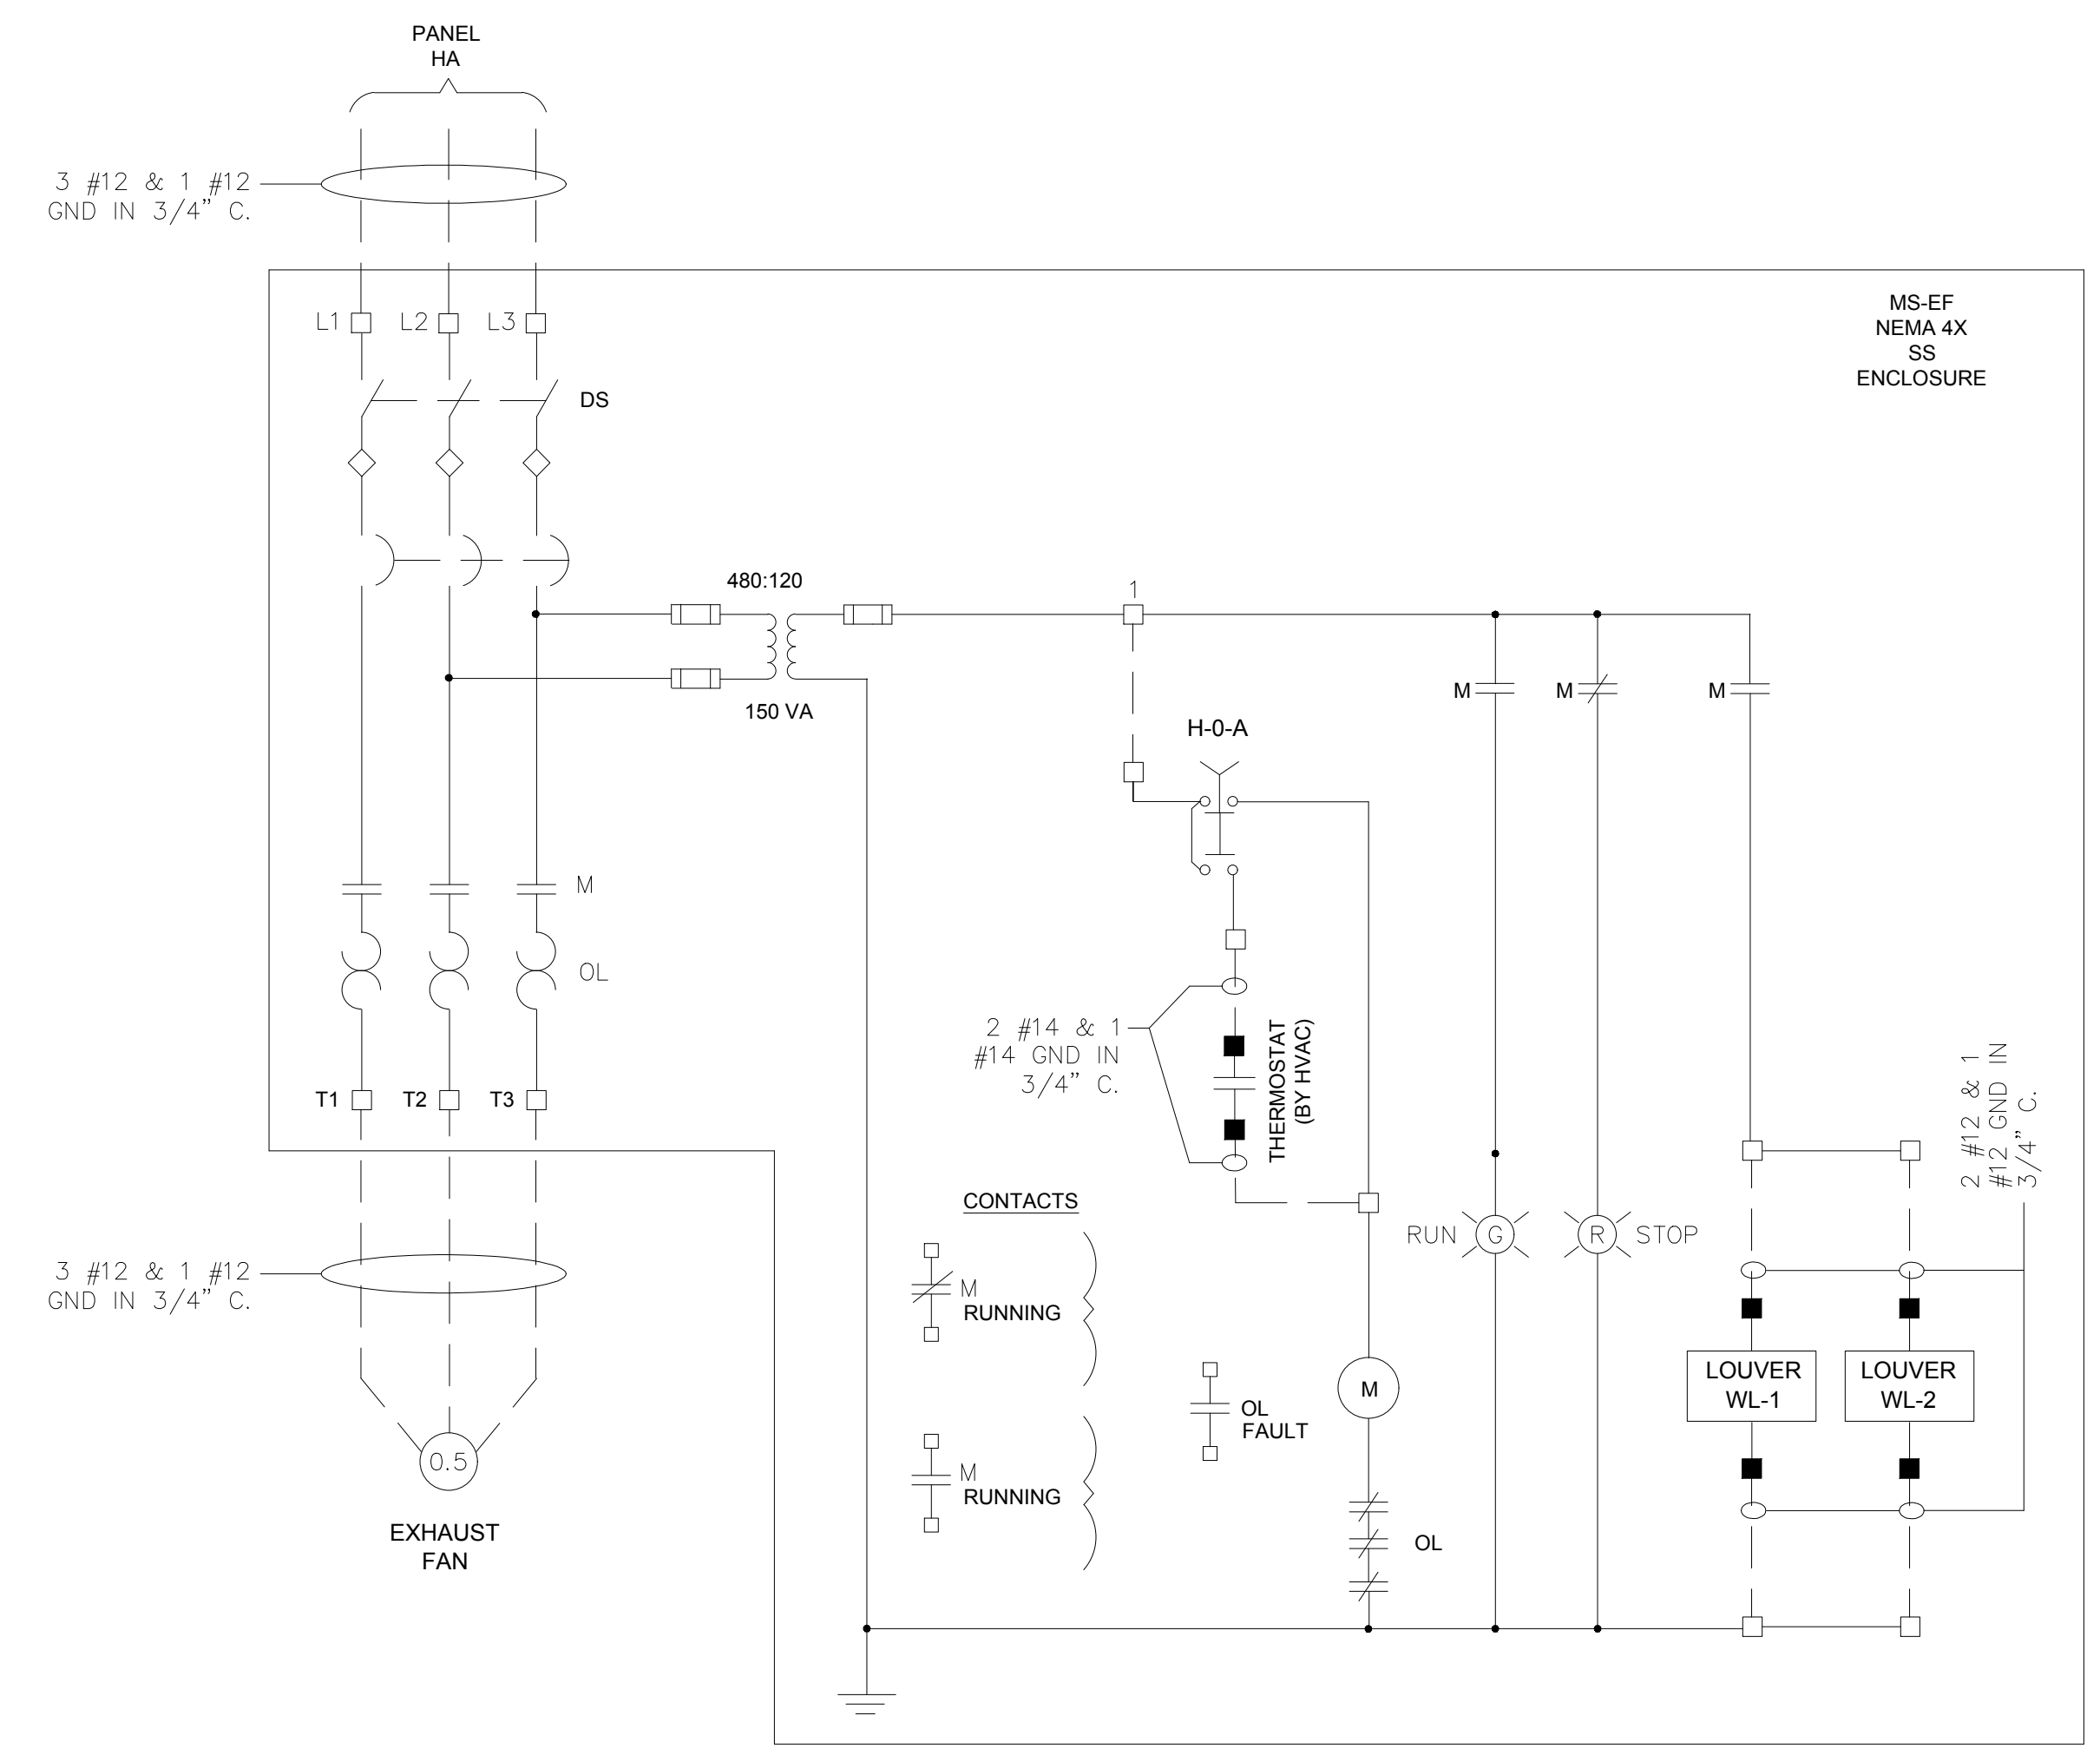 PANEL
HA
3 #12 & 1 #12
GND IN 3/4” C.
MS-EF
NEMA 4X
SS
ENCLOSURE
L1
L2
L3
DS
480:120
150 VA
1
H-0-A
M
M
M
M
OL
2 #14 & 1
#14 GND IN
3/4” C.
THERMOSTAT
(BY HVAC)
T1
T2
T3
2 #12 & 1
#12 GND IN
3/4” C.
CONTACTS
RUN
G
R
STOP
3 #12 & 1 #12
GND IN 3/4” C.
M
RUNNING
LOUVER
WL-1
LOUVER
WL-2
M
OL
FAULT
0.5
M
RUNNING
EXHAUST
FAN
OL